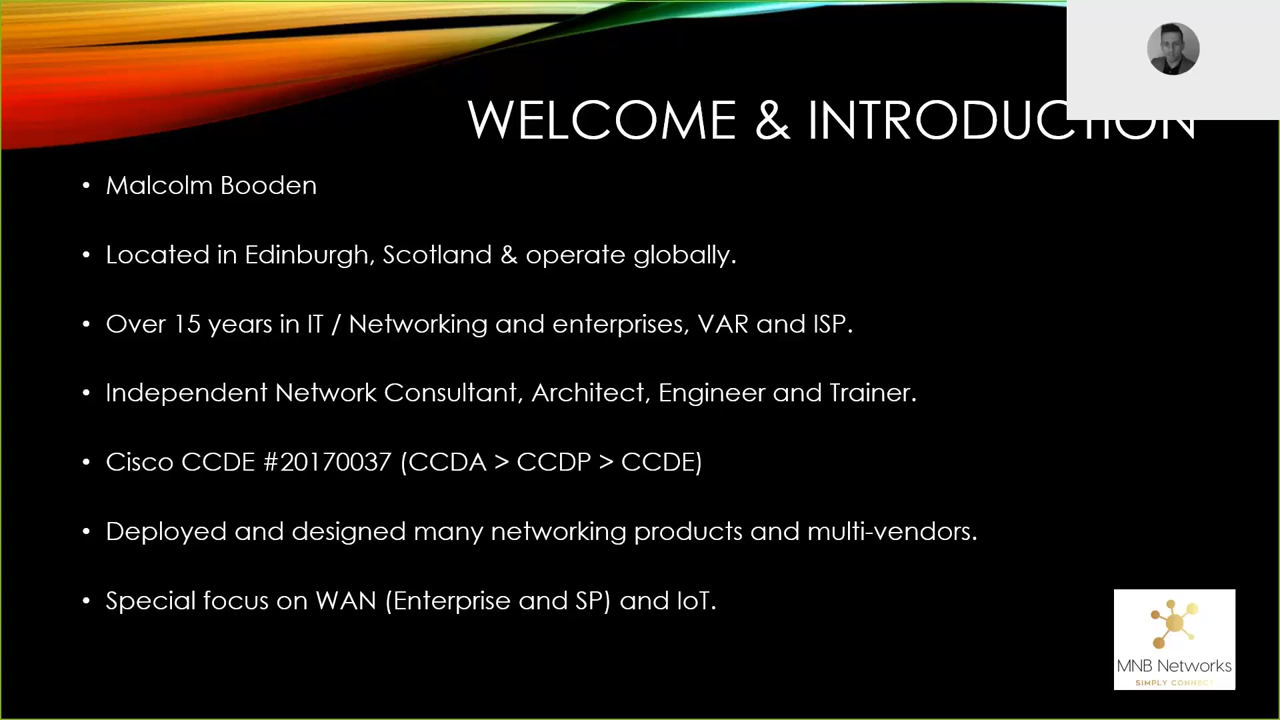 WELCOME & INTRODUCTION
• Malcolm Booden
• Located in Edinburgh, Scotland & operate globally.
• Over 15 years in IT / Networking and enterprises, VAR and ISP.
• Independent Network Consultant, Architect, Engineer and Trainer.
• Cisco CCDE #20170037 (CCDA > CCDP > CCDE)
• Deployed and designed many networking products and multi-vendors.
• Special focus on WAN (Enterprise and SP) and IoT.
MNB Networks
SIMPLY CONNECT